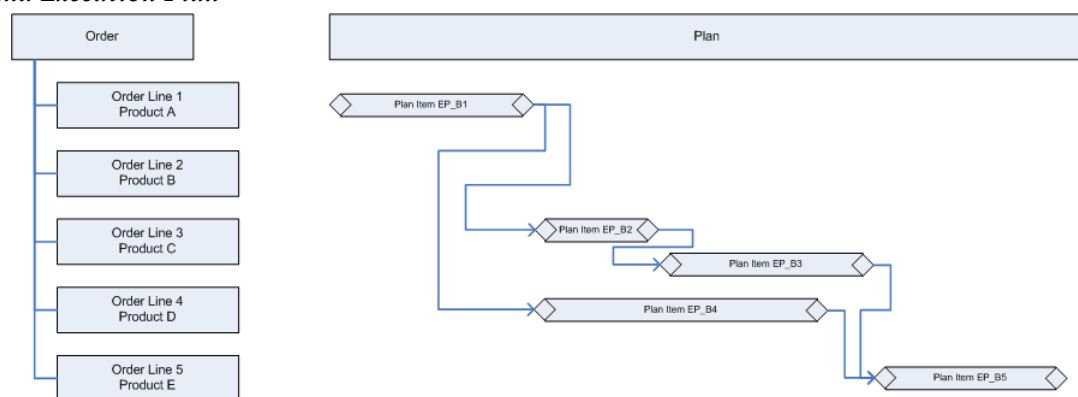 Order
Plan
Order Line 1
Product A
Plan Item EP_B1
Order Line 2
Product B
Order Line 3
Product C
Plan Item EP_B2
Plan Item EP_B3
Order Line 4
Product D
Plan Item EP_B4
Order Line 5
Product E
Plan Item EP_B5